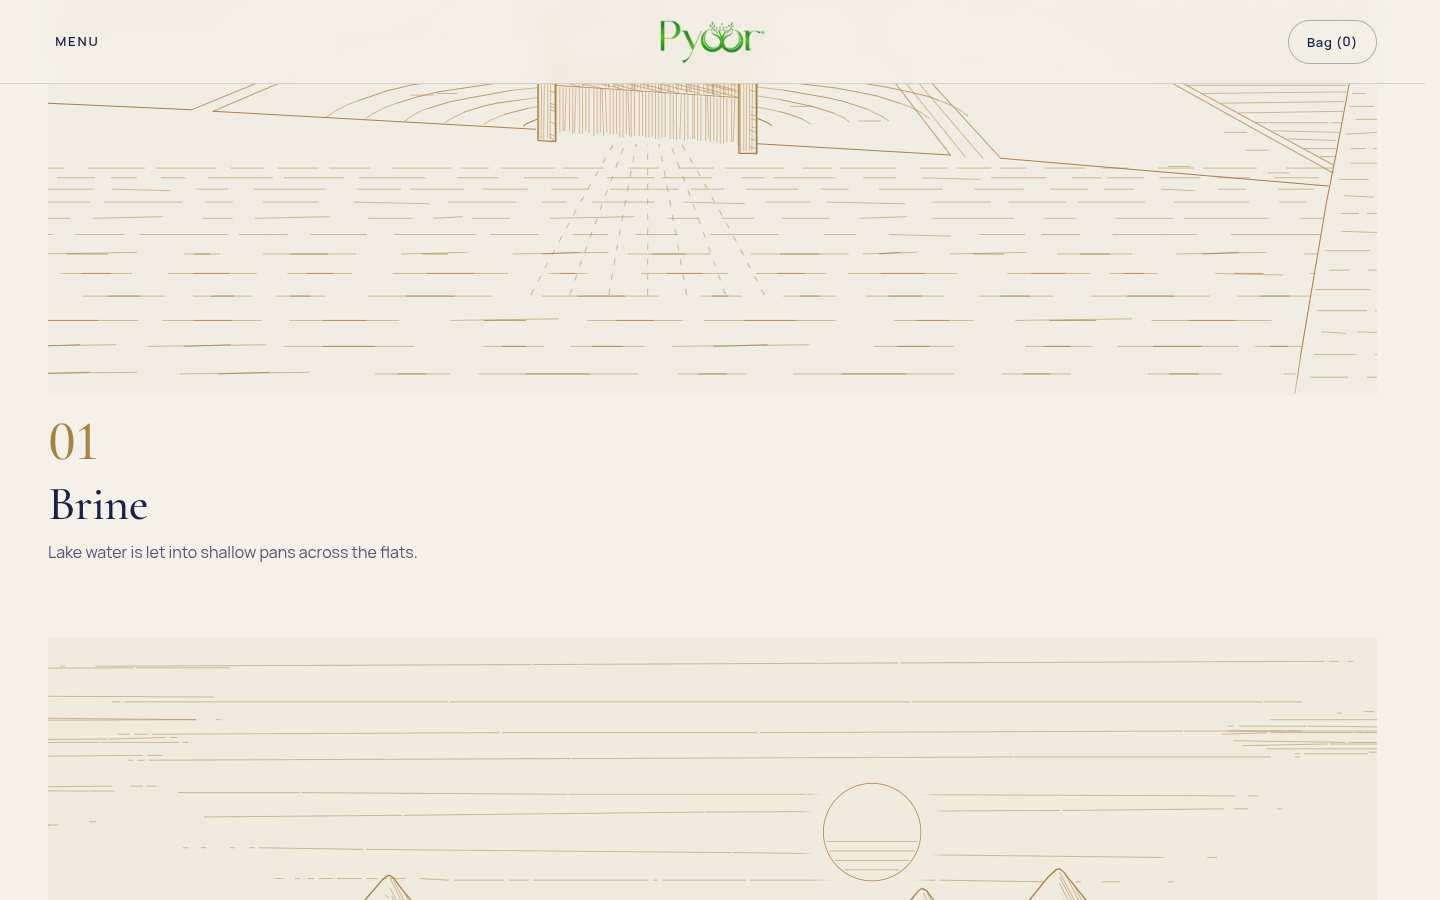 MENU
Pyoor
Bag (0)
01
Brine
Lake water is let into shallow pans across the flats.